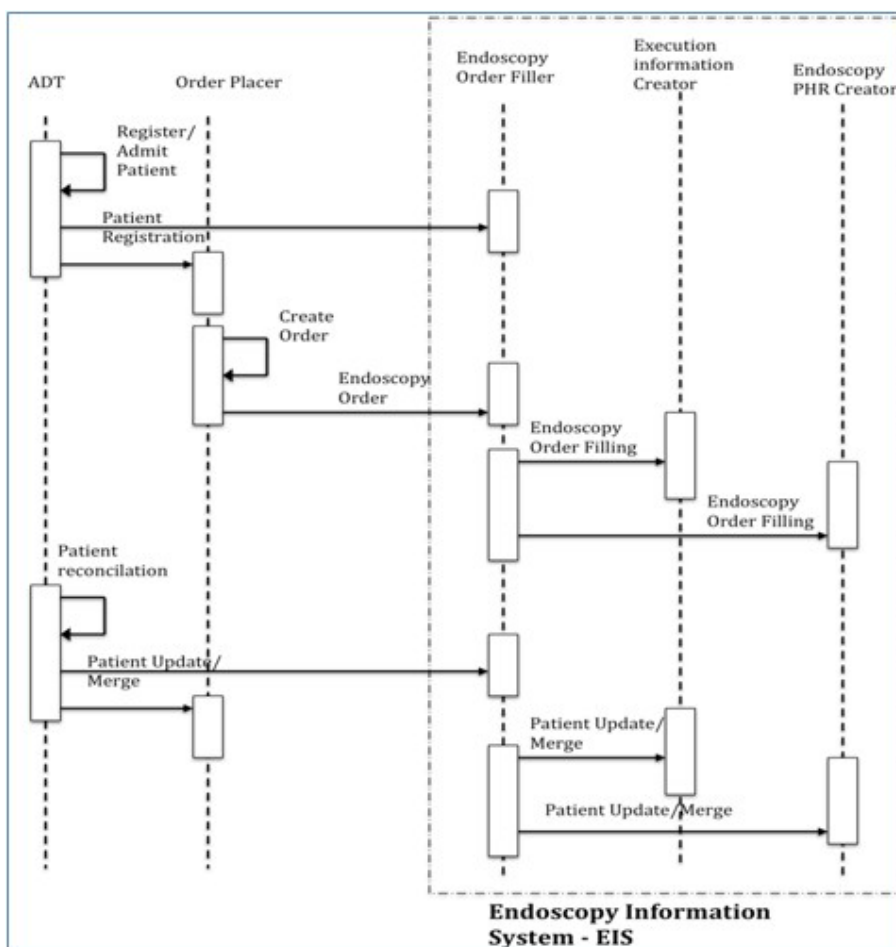 ADT
Order Placer
Endoscopy
Order Filler
Execution
information
Creator
Endoscopy
PHR Creator
Register/
Admit
Patient
Patient
Registration
Create
Order
Endoscopy
Order
Endoscopy
Order Filling
Endoscopy
Order Filling
Patient
reconcilation
Patient Update/
Merge
Patient Update/
Merge
Patient Update/Merge
Endoscopy Information
System - EIS